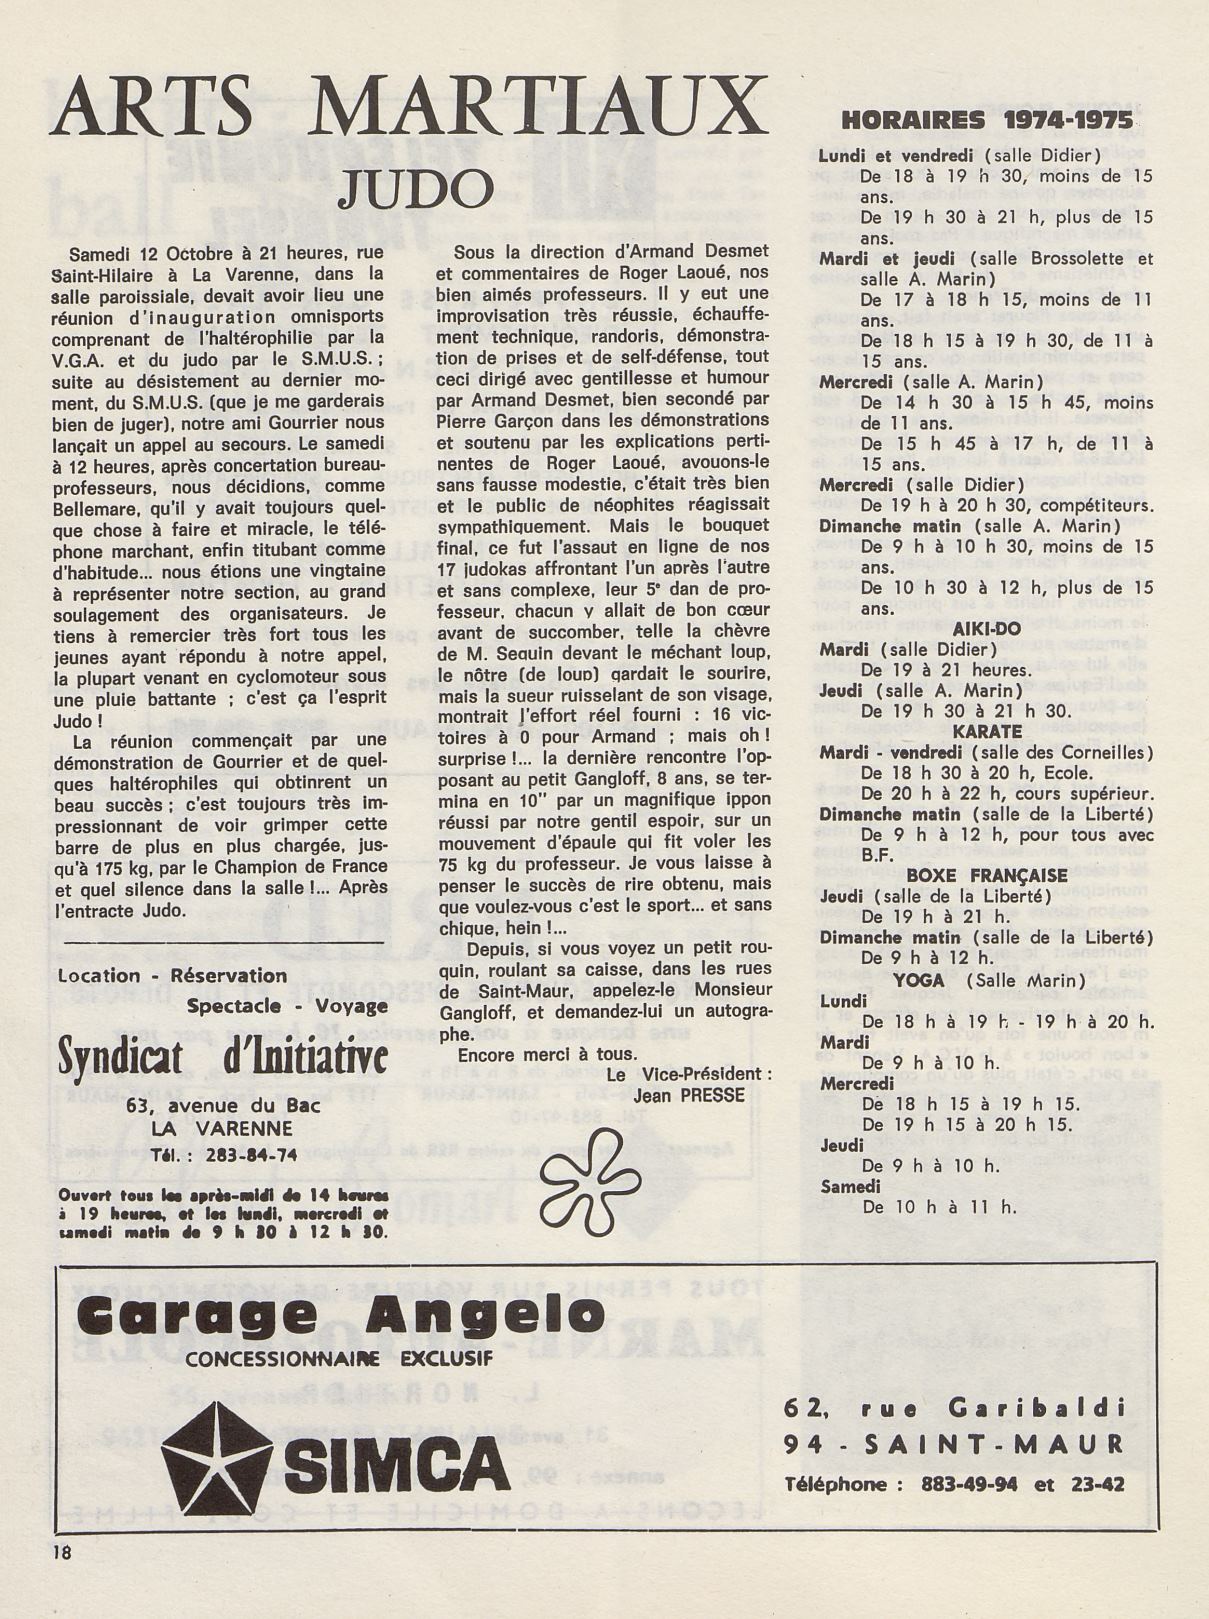 ARTS MARTIAUX
JUDO
Samedi 12 Octobre à 21 heures, rue
Saint-Hilaire à La Varenne, dans la
salle paroissiale, devait avoir lieu une
réunion d'inauguration omnisports
comprenant de l'haltérophilie par la
V.G.A. et du judo par le S.M.U.S. ;
suite au désistement au dernier mo-
ment, du S.M.U.S. (que je me garderais
bien de juger), notre ami Gourrier nous
lançait un appel au secours. Le samedi
à 12 heures, après concertation bureau-
professeurs, nous décidions, comme
Bellemare, qu'il y avait toujours quel-
que chose à faire et miracle, le télé-
phone marchant, enfin titubant comme
d'habitude... nous étions une vingtaine
à représenter notre section, au grand
soulagement des organisateurs. Je
tiens à remercier très fort tous les
jeunes ayant répondu à notre appel,
la plupart venant en cyclomoteur sous
une pluie battante ; c'est ça l'esprit
Judo !
La réunion commençait par une
démonstration de Gourrier et de quel-
ques haltérophiles qui obtinrent un
beau succès ; c'est toujours très im-
pressionnant de voir grimper cette
barre de plus en plus chargée, jus-
qu'à 175 kg, par le Champion de France
et quel silence dans la salle !... Après
l'entracte Judo.
Location - Réservation
Spectacle - Voyage
Syndicat d'Initiative
63, avenue du Bac
LA VARENNE
Tél. : 283-84-74
Ouvert tous les après-midi de 14 heures
à 19 heures, et les lundi, mercredi et
samedi matin de 9 h 30 à 12 h 30.
Sous la direction d'Armand Desmet
et commentaires de Roger Laoué, nos
bien aimés professeurs. Il y eut une
improvisation très réussie, échauffe-
ment technique, randoris, démonstra-
tion de prises et de self-défense, tout
ceci dirigé avec gentillesse et humour
par Armand Desmet, bien secondé par
Pierre Garçon dans les démonstrations
et soutenu par les explications perti-
nentes de Roger Laoué, avouons-le
sans fausse modestie, c'était très bien
et le public de néophites réagissait
sympathiquement. Mais le bouquet
final, ce fut l'assaut en ligne de nos
17 judokas affrontant l'un après l'autre
et sans complexe, leur 5e dan de pro-
fesseur, chacun y allait de bon cœur
avant de succomber, telle la chèvre
de M. Seguin devant le méchant loup,
le nôtre (de loup) gardait le sourire,
mais la sueur ruisselant de son visage,
montrait l'effort réel fourni : 16 vic-
toires à 0 pour Armand ; mais oh !
surprise !... la dernière rencontre l'op-
posant au petit Gangloff, 8 ans, se ter-
mina en 10" par un magnifique ippon
réussi par notre gentil espoir, sur un
mouvement d'épaule qui fit voler les
75 kg du professeur. Je vous laisse à
penser le succès de rire obtenu, mais
que voulez-vous c'est le sport... et sans
chique, hein !...
Depuis, si vous voyez un petit rou-
quin, roulant sa caisse, dans les rues
de Saint-Maur, appelez-le Monsieur
Gangloff, et demandez-lui un autogra-
phe.
Encore merci à tous.
Le Vice-Président :
Jean PRESSE
HORAIRES 1974-1975
Lundi et vendredi (salle Didier)
De 18 à 19 h 30, moins de 15
ans.
De 19 h 30 à 21 h, plus de 15
ans.
Mardi et jeudi (salle Brossolette et
salle A. Marin)
De 17 à 18 h 15, moins de 11
ans.
De 18 h 15 à 19 h 30, de 11 à
15 ans.
Mercredi (salle A. Marin)
De 14 h 30 à 15 h 45, moins
de 11 ans.
De 15 h 45 à 17 h, de 11 à
15 ans.
Mercredi (salle Didier)
De 19 h à 20 h 30, compétiteurs.
Dimanche matin (salle A. Marin)
De 9 h à 10 h 30, moins de 15
ans.
De 10 h 30 à 12 h, plus de 15
ans.
AIKI-DO
Mardi (salle Didier)
De 19 à 21 heures.
Jeudi (salle A. Marin)
De 19 h 30 à 21 h 30.
KARATE
Mardi - vendredi (salle des Corneilles)
De 18 h 30 à 20 h, Ecole.
De 20 h à 22 h, cours supérieur.
Dimanche matin (salle de la Liberté)
De 9 h à 12 h, pour tous avec
B.F.
BOXE FRANÇAISE
Jeudi (salle de la Liberté)
De 19 h à 21 h.
Dimanche matin (salle de la Liberté)
De 9 h à 12 h.
YOGA (Salle Marin)
Lundi
De 18 h à 19 h - 19 h à 20 h.
Mardi
De 9 h à 10 h.
Mercredi
De 18 h 15 à 19 h 15.
De 19 h 15 à 20 h 15.
Jeudi
De 9 h à 10 h.
Samedi
De 10 h à 11 h.
Garage Angelo
CONCESSIONNAIRE EXCLUSIF
SIMCA
62, rue Garibaldi
94 - SAINT-MAUR
Téléphone : 883-49-94 et 23-42
18